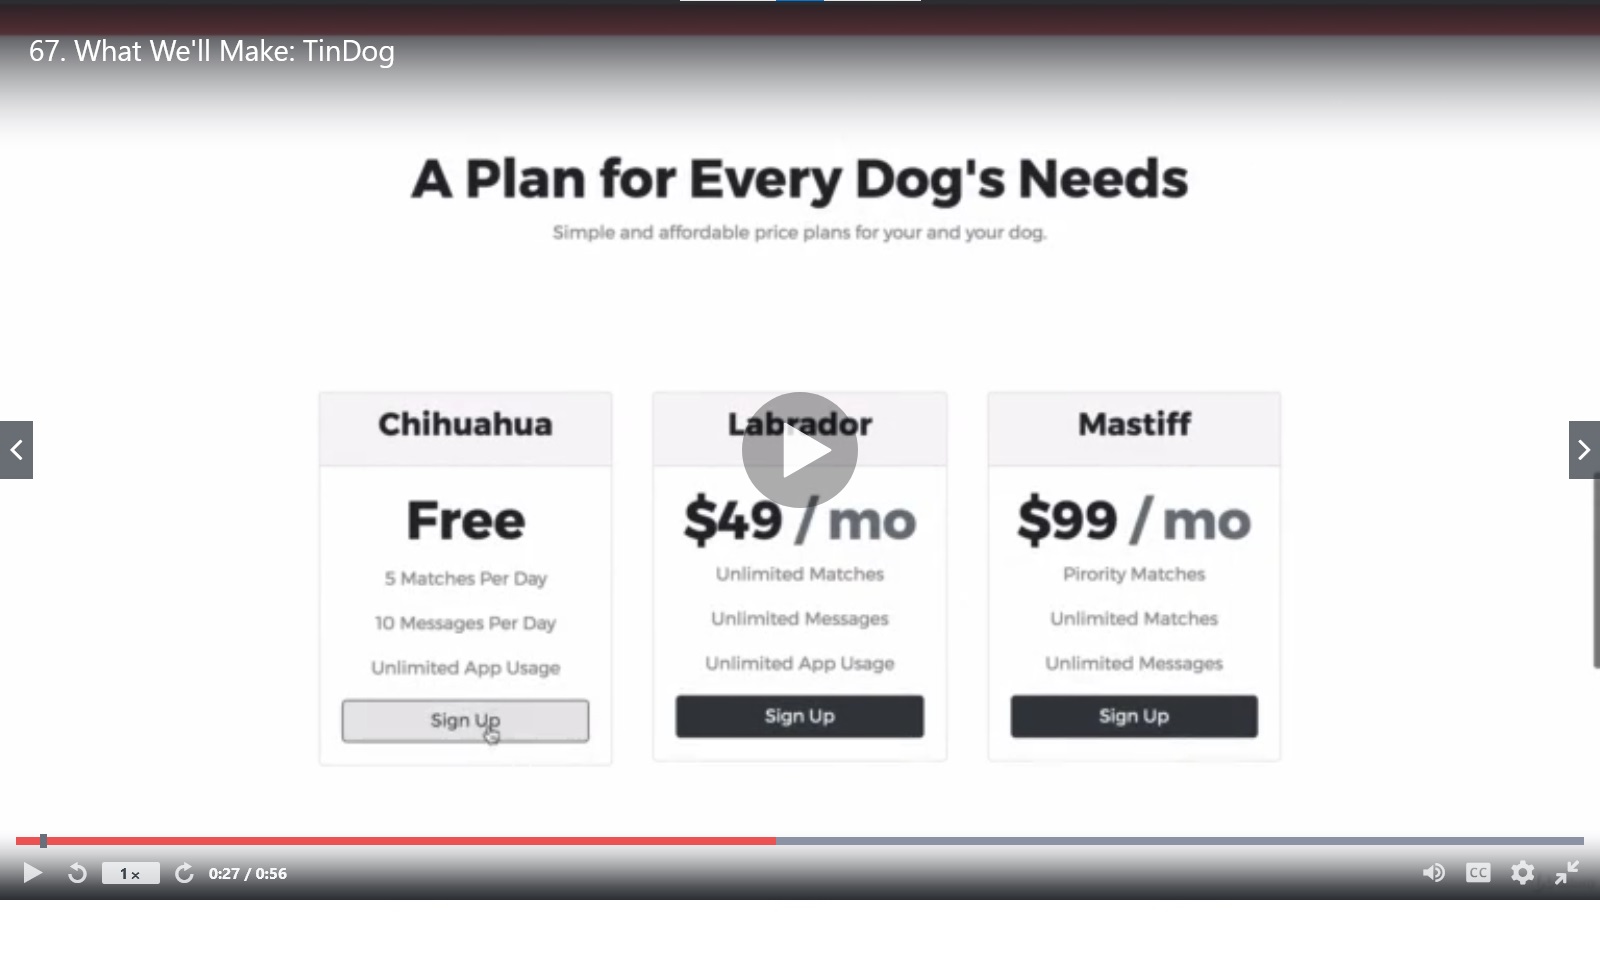 67. What We'll Make: TinDog
A Plan for Every Dog's Needs
Simple and affordable price plans for your and your dog.
Chihuahua
Free
5 Matches Per Day
10 Messages Per Day
Unlimited App Usage
Sign Up
Labrador
$49 / mo
Unlimited Matches
Unlimited Messages
Unlimited App Usage
Sign Up
Mastiff
$99 / mo
Pirority Matches
Unlimited Matches
Unlimited Messages
Sign Up
1 ×
0:27 / 0:56
CC